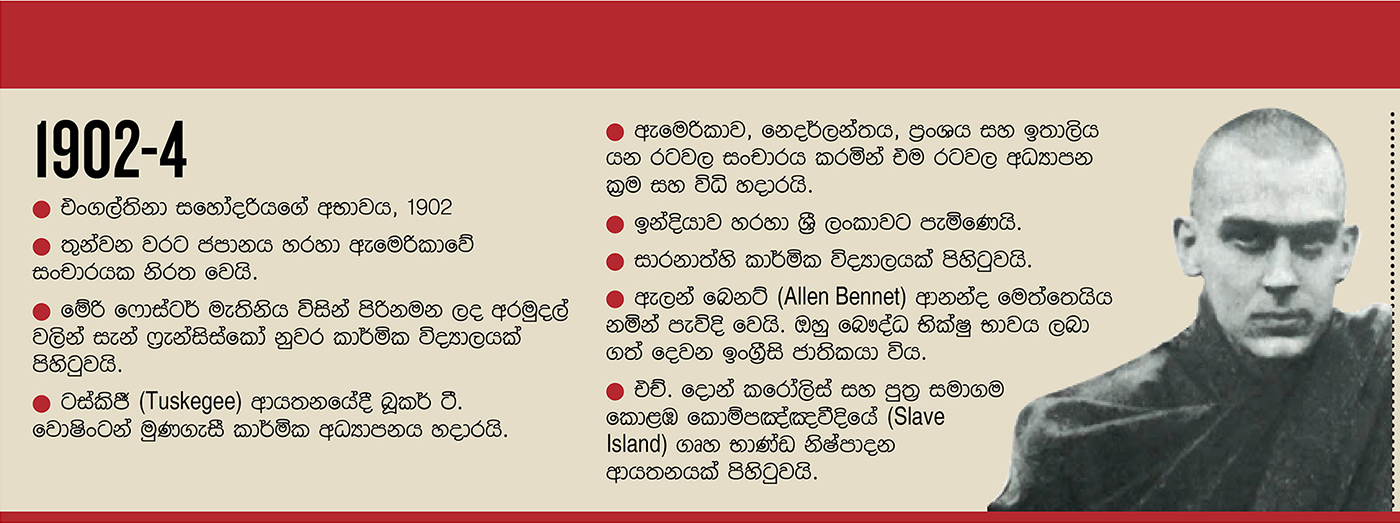 1902-4
● එංගල්තිනා සහෝදරියගේ අභාවය, 1902
● තුන්වන වරට ජපානය හරහා ඇමෙරිකාවේ
සංචාරයක නිරත වෙයි.
● මේරි ෆොස්ටර් මැතිනිය විසින් පිරිනමන ලද අරමුදල්
වලින් සැන් ෆ්‍රැන්සිස්කෝ නුවර කාර්මික විද්‍යාලයක්
පිහිටුවයි.
● ටස්කිජී (Tuskegee) ආයතනයේදී බූකර් ටී.
වොෂිංටන් මුණගැසී කාර්මික අධ්‍යාපනය හදාරයි.
● ඇමෙරිකාව, නෙදර්ලන්තය, ප්‍රංශය සහ ඉතාලිය
යන රටවල සංචාරය කරමින් එම රටවල අධ්‍යාපන
ක්‍රම සහ විධි හදාරයි.
● ඉන්දියාව හරහා ශ්‍රී ලංකාවට පැමිණෙයි.
● සාරනාත්හි කාර්මික විද්‍යාලයක් පිහිටුවයි.
● ඇලන් බෙනට් (Allen Bennet) ආනන්ද මෙත්තෙයිය
නමින් පැවිදි වෙයි. ඔහු බෞද්ධ භික්ෂු භාවය ලබා
ගත් දෙවන ඉංග්‍රීසි ජාතිකයා විය.
● එච්. දොන් කරෝලිස් සහ පුත්‍ර සමාගම
කොළඹ කොම්පඤ්ඤවීදියේ (Slave
Island) ගෘහ භාණ්ඩ නිෂ්පාදන
ආයතනයක් පිහිටුවයි.